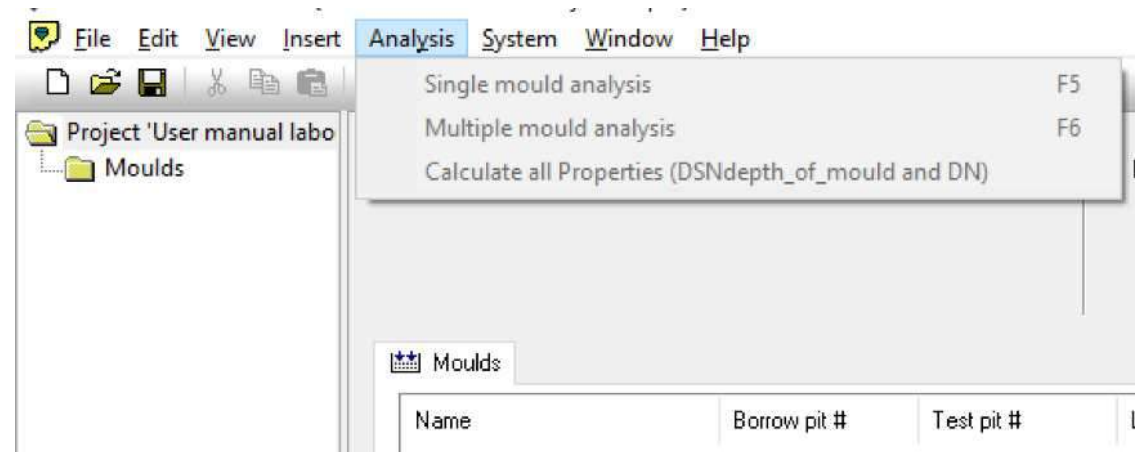 File Edit View Insert Analysis System Window Help
Single mould analysis F5
Multiple mould analysis F6
Calculate all Properties (DSNdepth_of_mould and DN)
Project 'User manual labo
Moulds
Moulds
Name Borrow pit # Test pit #